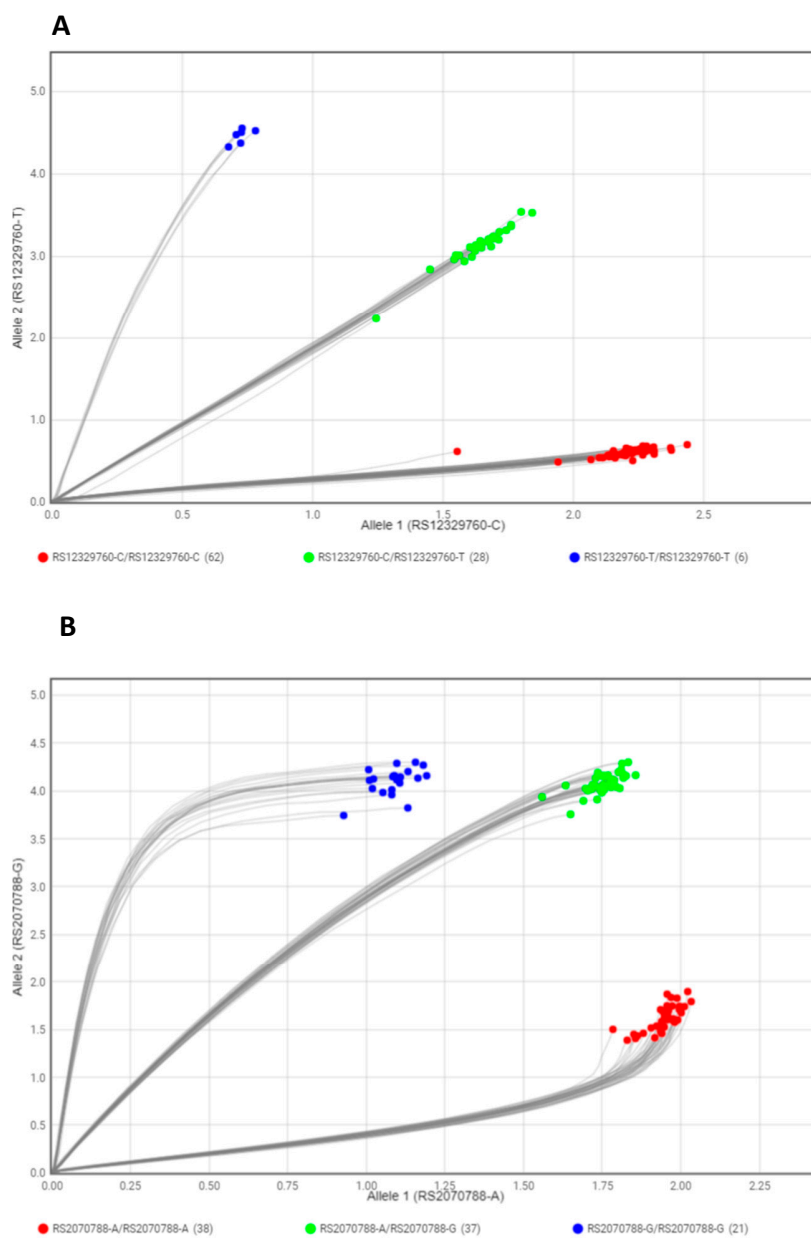 A
5.0
4.0
3.0
2.0
1.0
0.0
Allele 2 (RS12329760-T)
0.0 0.5 1.0 1.5 2.0 2.5
Allele 1 (RS12329760-C)
RS12329760-C/RS12329760-C (62) RS12329760-C/RS12329760-T (28) RS12329760-T/RS12329760-T (6)
B
5.0
4.5
4.0
3.5
3.0
2.5
2.0
1.5
1.0
0.5
0.0
Allele 2 (RS2070788-G)
0.00 0.25 0.50 0.75 1.00 1.25 1.50 1.75 2.00 2.25
Allele 1 (RS2070788-A)
RS2070788-A/RS2070788-A (38) RS2070788-A/RS2070788-G (37) RS2070788-G/RS2070788-G (21)